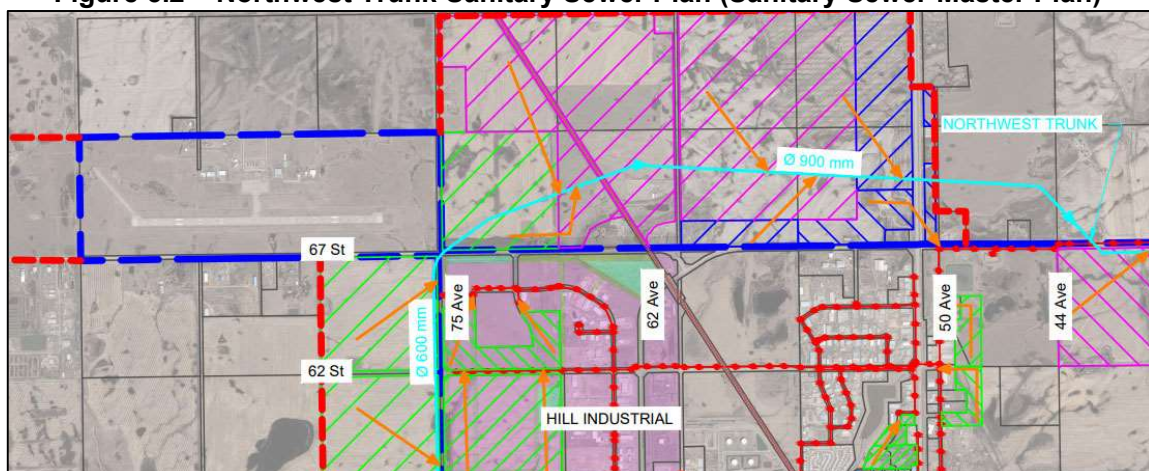 Figure 6.2 – Northwest Trunk Sanitary Sewer Plan (Sanitary Sewer Master Plan)
NORTHWEST TRUNK
Ø 900 mm
67 St
75 Ave
62 Ave
50 Ave
44 Ave
Ø 600 mm
62 St
HILL INDUSTRIAL